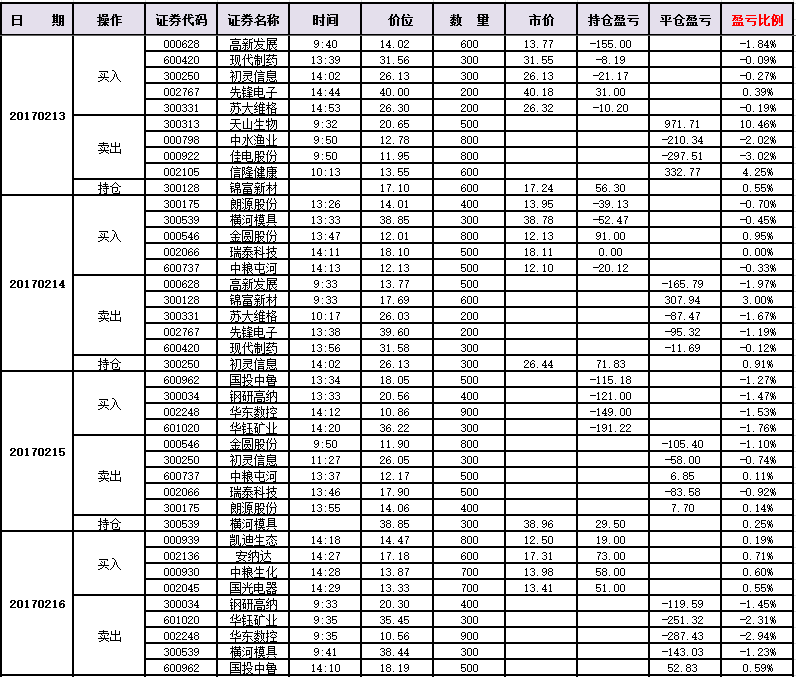 日 期 操作 证券代码 证券名称 时间 价位 数 量 市价 持仓盈亏 平仓盈亏 盈亏比例
20170213 买入 000628 高新发展 9:40 14.02 600 13.77 -155.00 -1.84%
600420 现代制药 13:39 31.56 300 31.55 -8.19 -0.09%
300250 初灵信息 14:02 26.13 300 26.13 -21.17 -0.27%
002767 先锋电子 14:44 40.00 200 40.18 31.00 0.39%
300331 苏大维格 14:53 26.30 200 26.32 -10.20 -0.19%
卖出 300313 天山生物 9:32 20.65 500 971.71 10.46%
000798 中水渔业 9:50 12.78 800 -210.34 -2.02%
000922 佳电股份 9:50 11.95 800 -297.51 -3.02%
002105 信隆健康 10:13 13.55 600 332.77 4.25%
持仓 300128 锦富新材 17.10 600 17.24 56.30 0.55%
20170214 买入 300175 朗源股份 13:26 14.01 400 13.95 -39.13 -0.70%
300539 横河模具 13:33 38.85 300 38.78 -52.47 -0.45%
000546 金圆股份 13:47 12.01 800 12.13 91.00 0.95%
002066 瑞泰科技 14:11 18.10 500 18.11 0.00 0.00%
600737 中粮屯河 14:13 12.13 500 12.10 -20.12 -0.33%
卖出 000628 高新发展 9:33 13.77 600 -165.79 -1.97%
300128 锦富新材 9:33 17.69 600 307.94 3.00%
300331 苏大维格 10:17 26.03 200 -87.47 -1.67%
002767 先锋电子 13:38 39.60 200 -95.32 -1.19%
600420 现代制药 13:56 31.58 300 -11.69 -0.12%
持仓 300250 初灵信息 14:02 26.13 300 26.44 71.83 0.91%
20170215 买入 600962 国投中鲁 13:34 18.05 500 -115.18 -1.27%
300034 钢研高纳 13:33 20.56 400 -121.00 -1.47%
002248 华东数控 14:12 10.86 900 -149.00 -1.53%
601020 华钰矿业 14:20 36.22 300 -191.22 -1.76%
卖出 000546 金圆股份 9:50 11.90 800 -105.40 -1.10%
300250 初灵信息 11:27 26.05 300 -58.00 -0.74%
600737 中粮屯河 13:37 12.17 500 6.85 0.11%
002066 瑞泰科技 13:46 17.90 500 -83.58 -0.92%
300175 朗源股份 13:55 14.06 400 7.70 0.14%
持仓 300539 横河模具 38.85 300 38.96 29.50 0.25%
20170216 买入 000939 凯迪生态 14:18 14.47 800 12.50 19.00 0.19%
002136 安纳达 14:27 17.18 600 17.31 73.00 0.71%
000930 中粮生化 14:28 13.87 700 13.98 58.00 0.60%
002045 国光电器 14:29 13.33 700 13.41 51.00 0.55%
卖出 300034 钢研高纳 9:33 20.30 400 -119.59 -1.45%
601020 华钰矿业 9:35 35.45 300 -251.32 -2.31%
002248 华东数控 9:35 10.56 900 -287.43 -2.94%
300539 横河模具 9:41 38.44 300 -143.03 -1.23%
600962 国投中鲁 14:10 18.19 500 52.83 0.59%